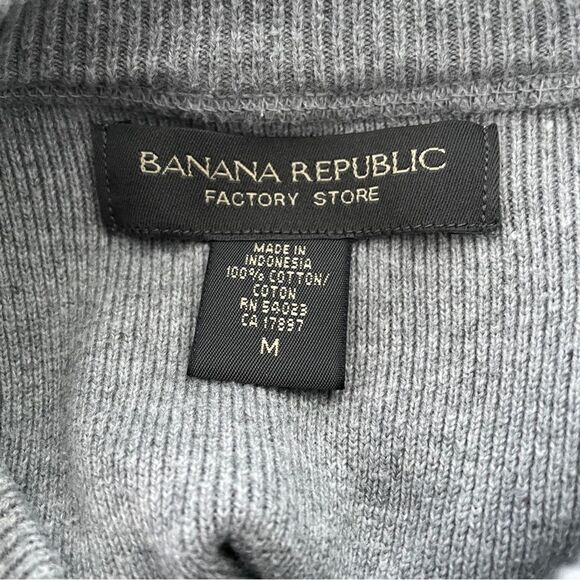 BANANA REPUBLIC
FACTORY STORE
MADE IN
INDONESIA
100% COTTON/
COTON
RN 54023
CA 17897
M